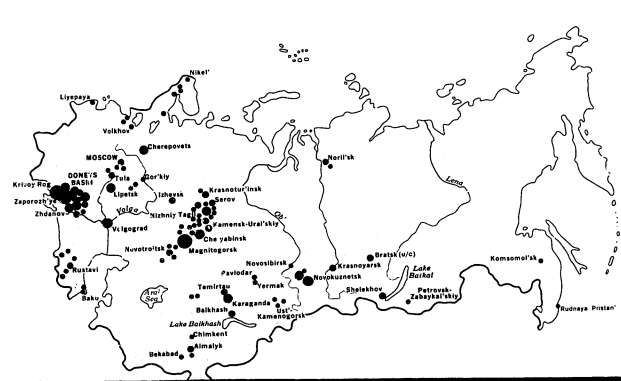 Nikel'
Liyepaya
Volkhov
Cherepovets
MOSCOW
Noril'sk
Gor'kiy
Tula
DONETS
BASIN
Krivoy Rog
Lipetsk
Izhevsk
Krasnotur'insk
Serov
Lena
Zaporozh'ye
Zhdanov
Volga
Nizhniy Tagil
Ob'
Volgograd
Kamensk-Ural'skiy
Chelyabinsk
Novotroitsk
Magnitogorsk
Bratsk (u/c)
Rustavi
Novosibirsk
Krasnoyarsk
Lake
Baikal
Komsomol'sk
Pavlodar
Yermak
Novokuznetsk
Baku
Aral
Sea
Temirtau
Karaganda
Shelekhov
Petrovsk-
Zabaykal'skiy
Balkhash
Ust'-
Kamenogorsk
Rudnaya Pristan'
Lake Balkhash
Chimkent
Almalyk
Bekabad